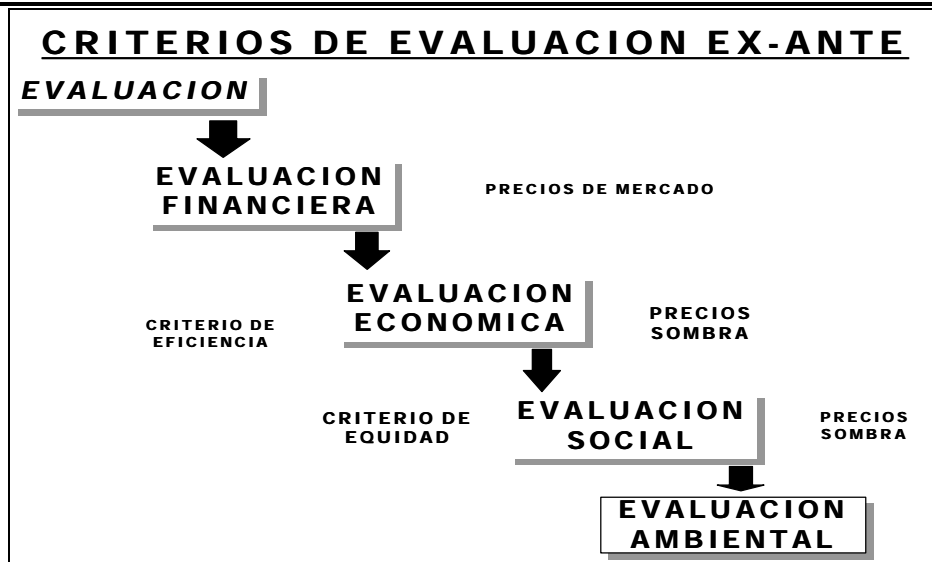 CRITERIOS DE EVALUACION EX-ANTE
EVALUACION
EVALUACION
FINANCIERA
PRECIOS DE MERCADO
EVALUACION
ECONOMICA
CRITERIO DE
EFICIENCIA
PRECIOS
SOMBRA
EVALUACION
SOCIAL
CRITERIO DE
EQUIDAD
PRECIOS
SOMBRA
EVALUACION
AMBIENTAL